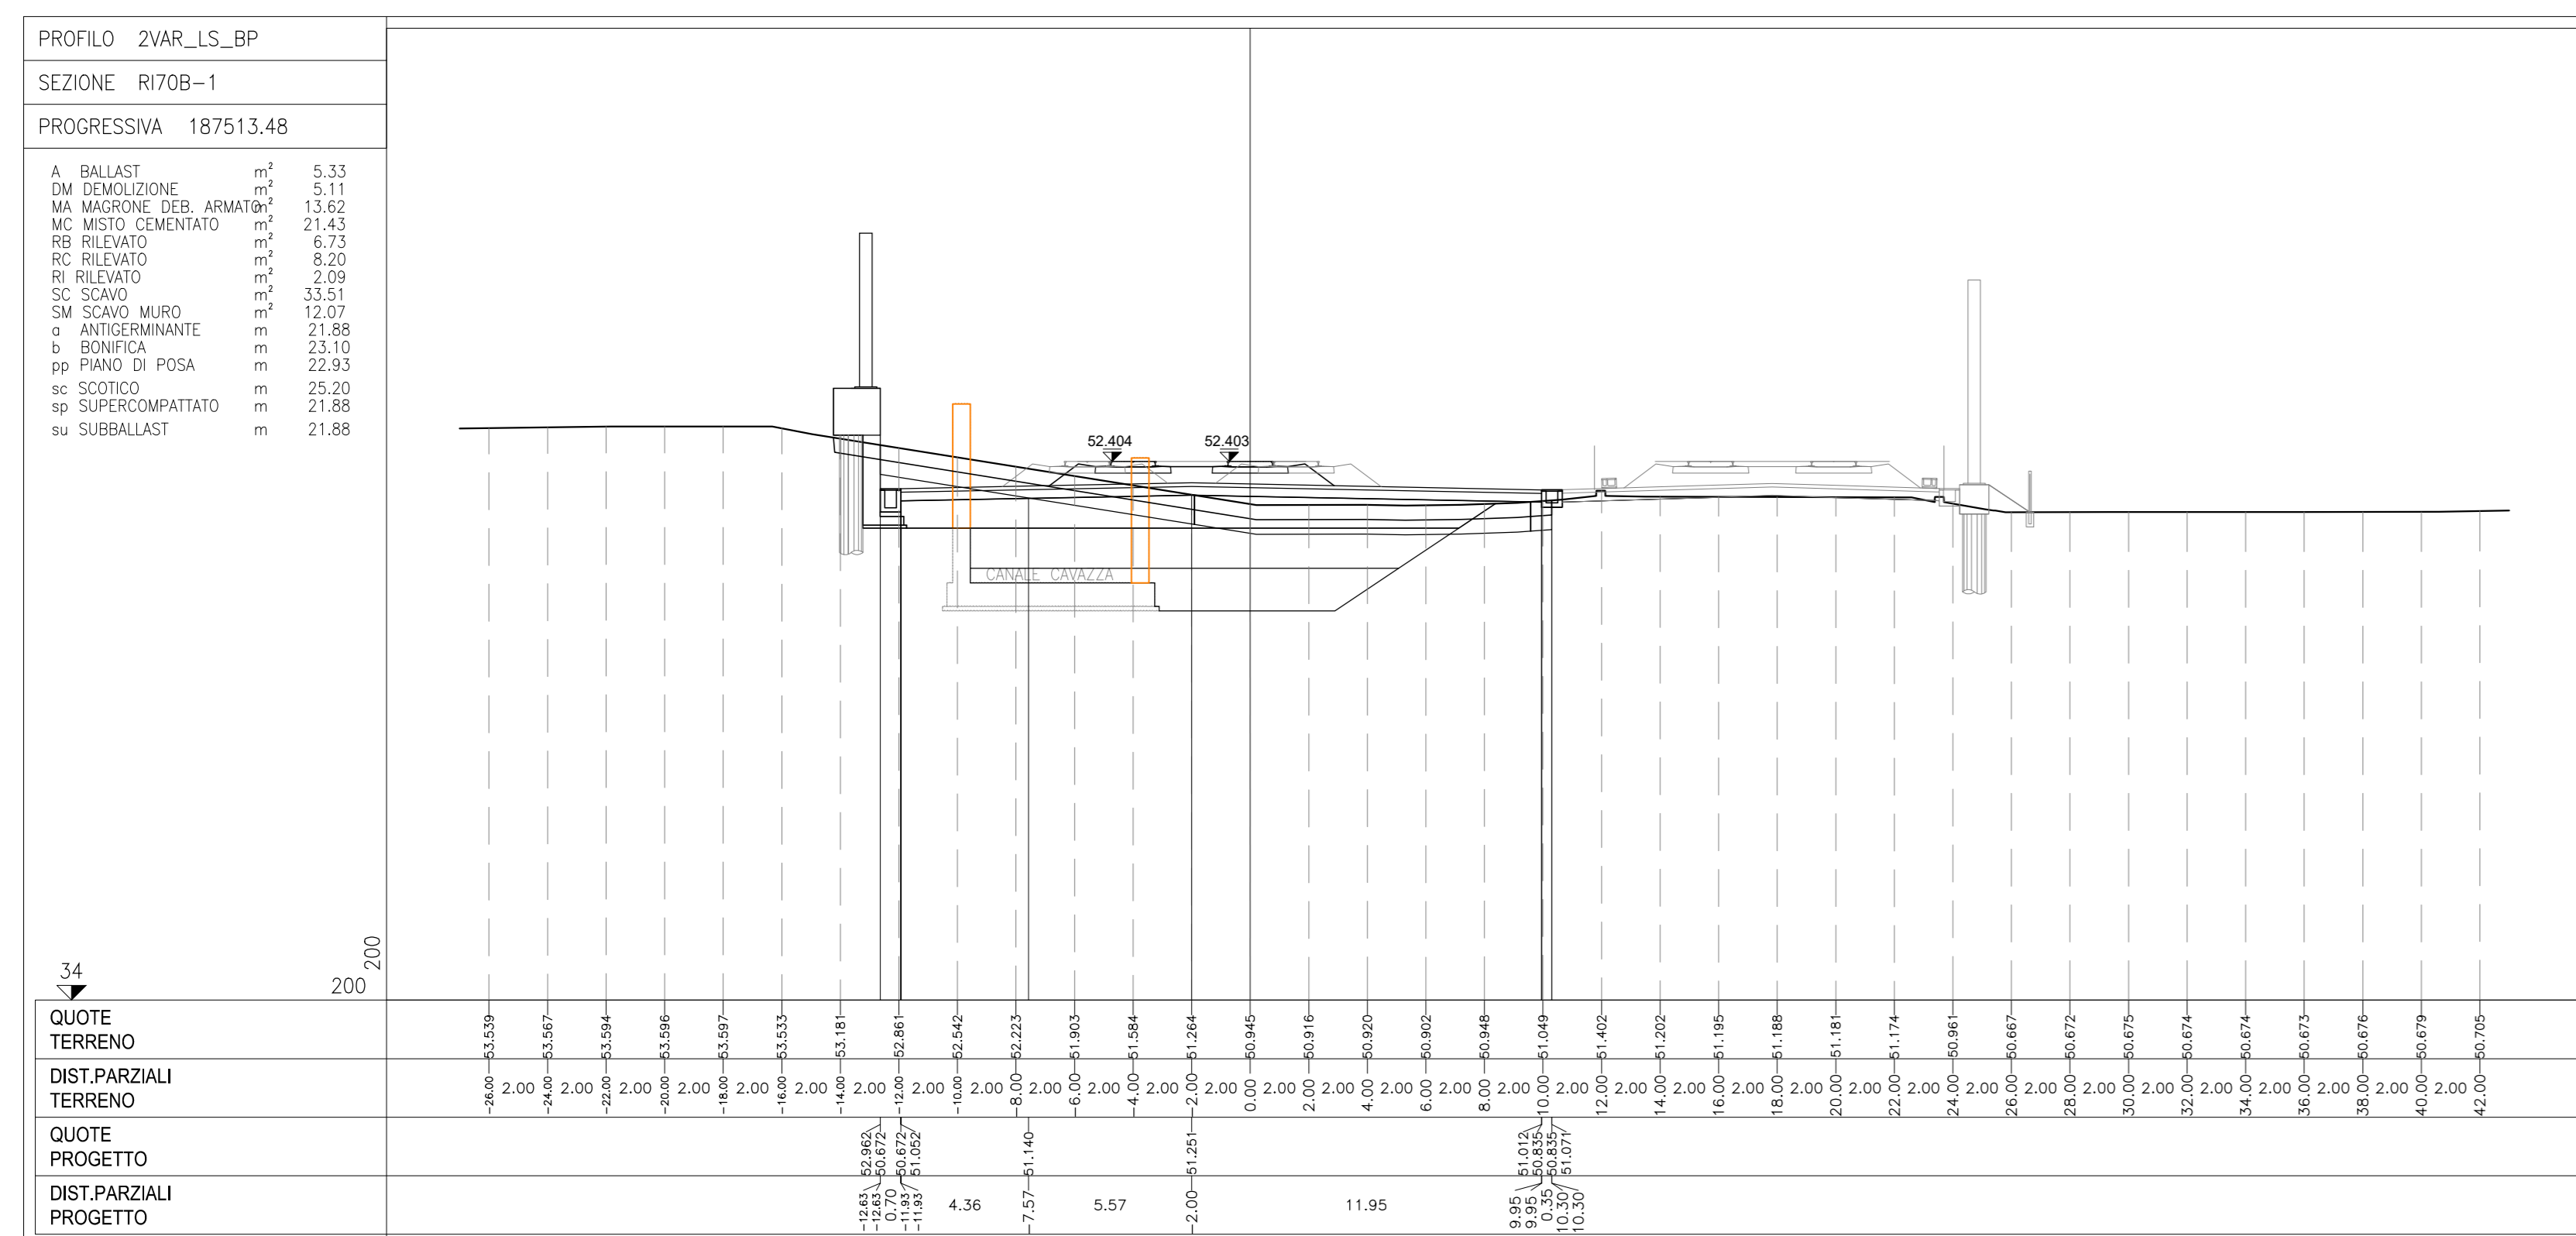 PROFILO 2VAR_LS_BP
SEZIONE RI70B-1
PROGRESSIVA 187513.48
A BALLAST m² 5.33
DM DEMOLIZIONE m² 5.11
MA MAGRONE DEB. ARMATO m² 13.62
MC MISTO CEMENTATO m² 21.43
RB RILEVATO m² 6.73
RC RILEVATO m² 8.20
RI RILEVATO m² 2.09
SC SCAVO m² 33.51
SM SCAVO MURO m² 12.07
a ANTIGERMINANTE m 21.88
b BONIFICA m 23.10
pp PIANO DI POSA m 22.93
sc SCOTICO m 25.20
sp SUPERCOMPATTATO m 21.88
su SUBBALLAST m 21.88
52.404 52.403
CANALE CAVAZZA
34
200
200
QUOTE
TERRENO
53.539 53.567 53.594 53.596 53.597 53.533 53.181 52.861 52.542 52.223 51.903 51.584 51.264 50.945 50.916 50.920 50.902 50.948 51.049 51.402 51.202 51.195 51.188 51.181 51.174 50.961 50.667 50.672 50.675 50.674 50.674 50.673 50.676 50.679 50.705
DIST.PARZIALI
TERRENO
-26.00 2.00 -24.00 2.00 -22.00 2.00 -20.00 2.00 -18.00 2.00 -16.00 2.00 -14.00 2.00 -12.00 2.00 -10.00 2.00 -8.00 2.00 -6.00 2.00 -4.00 2.00 -2.00 2.00 0.00 2.00 2.00 2.00 4.00 2.00 6.00 2.00 8.00 2.00 10.00 2.00 12.00 2.00 14.00 2.00 16.00 2.00 18.00 2.00 20.00 2.00 22.00 2.00 24.00 2.00 26.00 2.00 28.00 2.00 30.00 2.00 32.00 2.00 34.00 2.00 36.00 2.00 38.00 2.00 40.00 2.00 42.00
QUOTE
PROGETTO
52.962 50.672 50.672 51.052 51.140 51.251 51.012 50.835 50.835 51.071
DIST.PARZIALI
PROGETTO
-12.63 -12.63 0.70 -11.93 -11.93 4.36 -7.57 5.57 -2.00 11.95 9.95 9.95 0.35 10.30 10.30